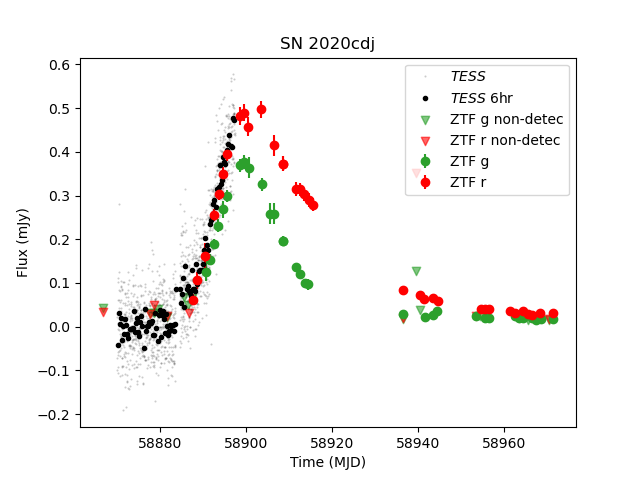 SN 2020cdj
TESS
TESS 6hr
ZTF g non-detec
ZTF r non-detec
ZTF g
ZTF r
Flux (mJy)
0.6
0.5
0.4
0.3
0.2
0.1
0.0
−0.1
−0.2
58880 58900 58920 58940 58960
Time (MJD)